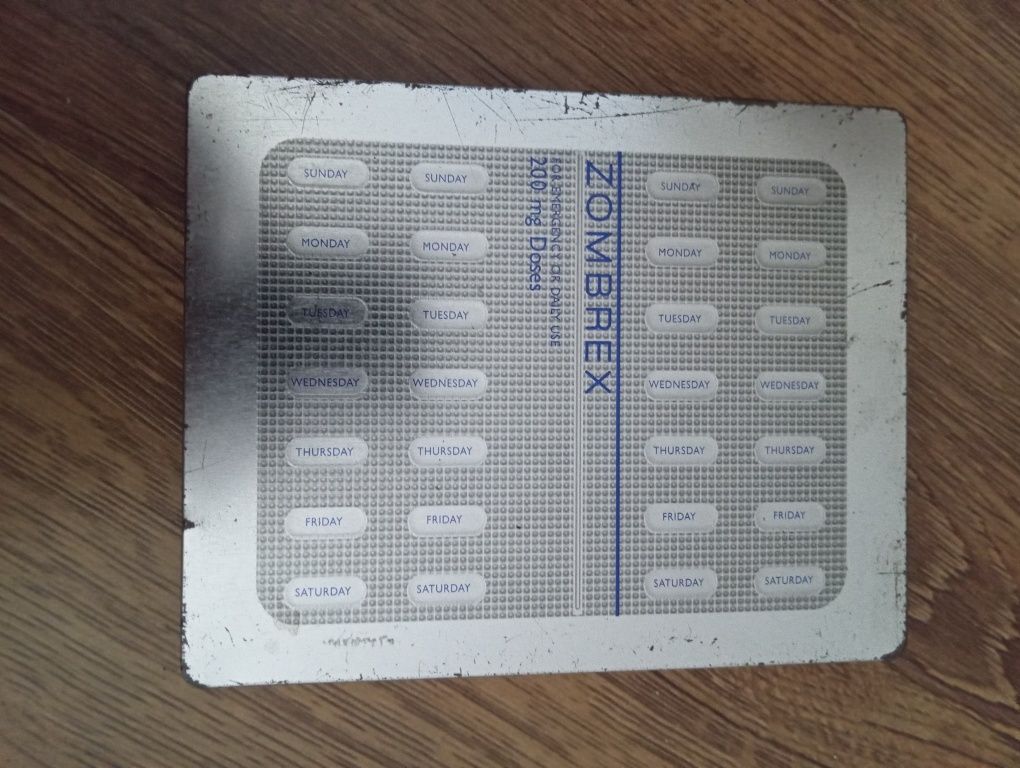 SUNDAY SUNDAY
MONDAY MONDAY
TUESDAY TUESDAY
WEDNESDAY WEDNESDAY
THURSDAY THURSDAY
FRIDAY FRIDAY
SATURDAY SATURDAY
ZOMBREX
FOR EMERGENCY OR DAILY USE
200 mg Doses
SUNDAY SUNDAY
MONDAY MONDAY
TUESDAY TUESDAY
WEDNESDAY WEDNESDAY
THURSDAY THURSDAY
FRIDAY FRIDAY
SATURDAY SATURDAY